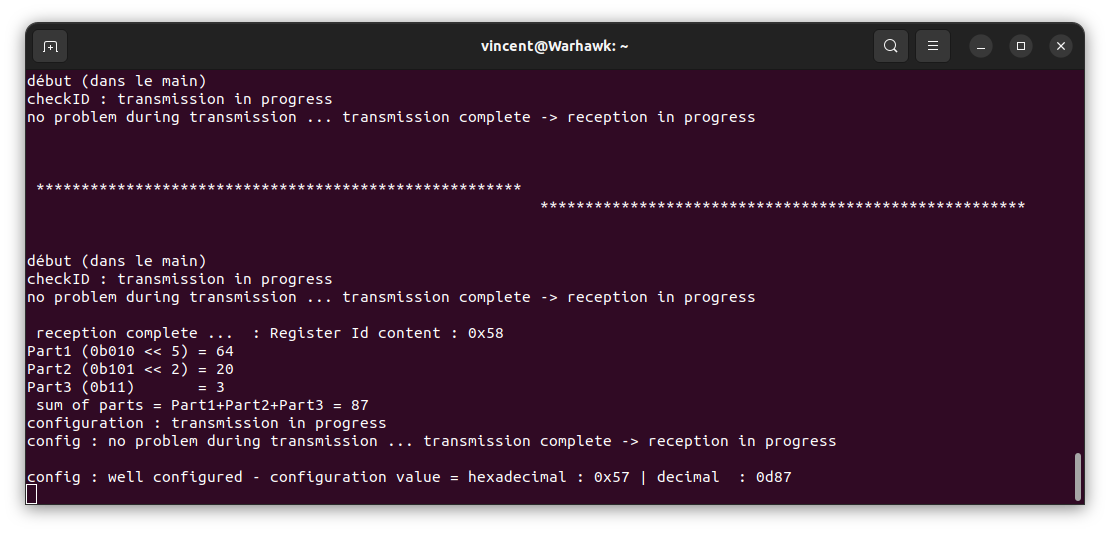 vincent@Warhawk: ~
début (dans le main)
checkID : transmission in progress
no problem during transmission ... transmission complete -> reception in progress
******************************************************
******************************************************
début (dans le main)
checkID : transmission in progress
no problem during transmission ... transmission complete -> reception in progress
reception complete ...  : Register Id content : 0x58
Part1 (0b010 << 5) = 64
Part2 (0b101 << 2) = 20
Part3 (0b11)       = 3
sum of parts = Part1+Part2+Part3 = 87
configuration : transmission in progress
config : no problem during transmission ... transmission complete -> reception in progress
config : well configured - configuration value = hexadecimal : 0x57 | decimal  : 0d87